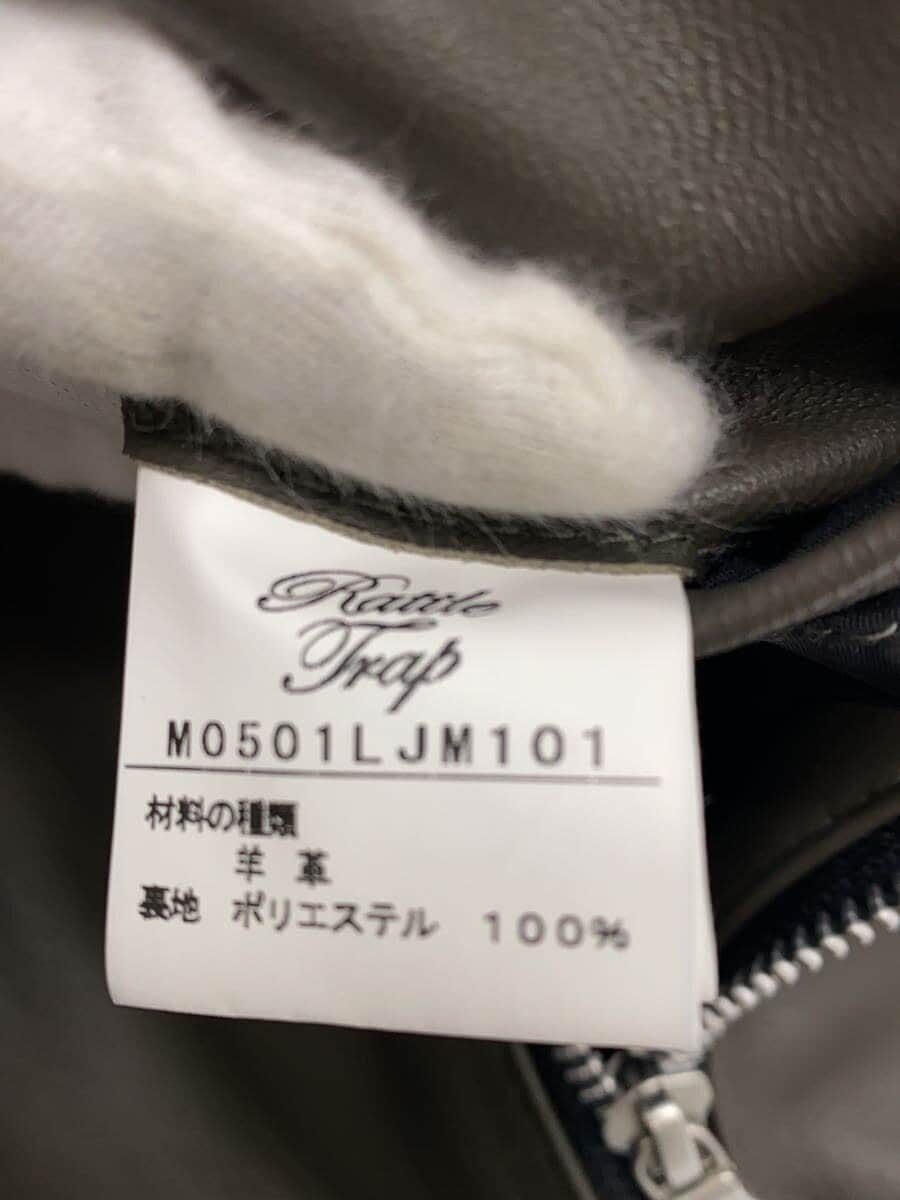 Rattle
Trap
M0501LJM101
材料の種類
羊 革
裏地 ポリエステル 100%